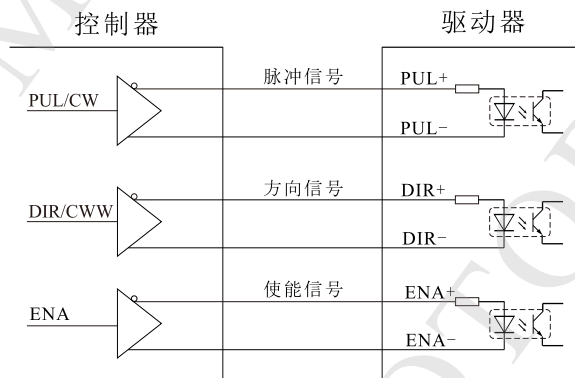 控制器
驱动器
脉冲信号
PUL+
PUL/CW
PUL-
方向信号
DIR+
DIR/CWW
DIR-
使能信号
ENA+
ENA
ENA-